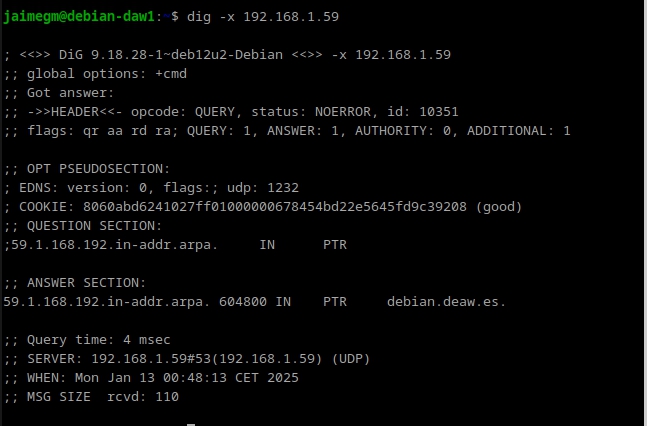 jaimegm@debian-daw1:~$ dig -x 192.168.1.59
; <<>> DiG 9.18.28-1~deb12u2-Debian <<>> -x 192.168.1.59
;; global options: +cmd
;; Got answer:
;; ->>HEADER<<- opcode: QUERY, status: NOERROR, id: 10351
;; flags: qr aa rd ra; QUERY: 1, ANSWER: 1, AUTHORITY: 0, ADDITIONAL: 1
;; OPT PSEUDOSECTION:
; EDNS: version: 0, flags:; udp: 1232
; COOKIE: 8060abd6241027ff01000000678454bd22e5645fd9c39208 (good)
;; QUESTION SECTION:
;59.1.168.192.in-addr.arpa. IN PTR
;; ANSWER SECTION:
59.1.168.192.in-addr.arpa. 604800 IN PTR debian.deaw.es.
;; Query time: 4 msec
;; SERVER: 192.168.1.59#53(192.168.1.59) (UDP)
;; WHEN: Mon Jan 13 00:48:13 CET 2025
;; MSG SIZE rcvd: 110